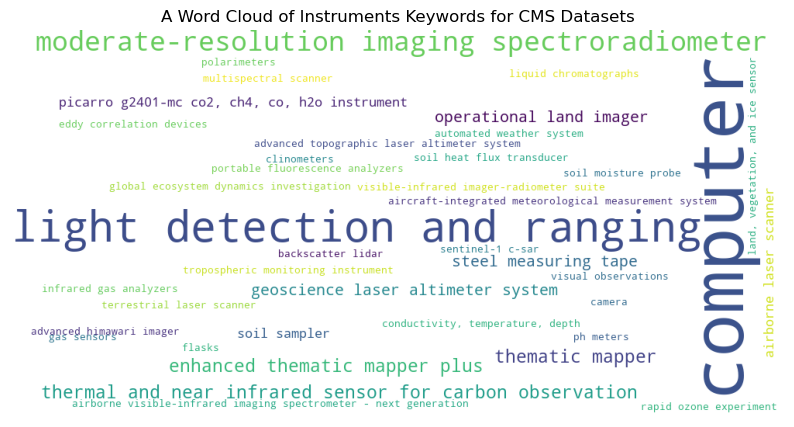 A Word Cloud of Instruments Keywords for CMS Datasets
moderate-resolution imaging spectroradiometer
polarimeters
liquid chromatographs
multispectral scanner
picarro g2401-mc co2, ch4, co, h2o instrument
operational land imager
eddy correlation devices
automated weather system
advanced topographic laser altimeter system
clinometers
soil heat flux transducer
portable fluorescence analyzers
soil moisture probe
global ecosystem dynamics investigation
visible-infrared imager-radiometer suite
aircraft-integrated meteorological measurement system
computer
land, vegetation, and ice sensor
airborne laser scanner
light detection and ranging
sentinel-1 c-sar
backscatter lidar
steel measuring tape
tropospheric monitoring instrument
visual observations
infrared gas analyzers
geoscience laser altimeter system
camera
terrestrial laser scanner
conductivity, temperature, depth
advanced himawari imager
soil sampler
gas sensors
ph meters
flasks
thematic mapper
enhanced thematic mapper plus
thermal and near infrared sensor for carbon observation
airborne visible-infrared imaging spectrometer - next generation
rapid ozone experiment